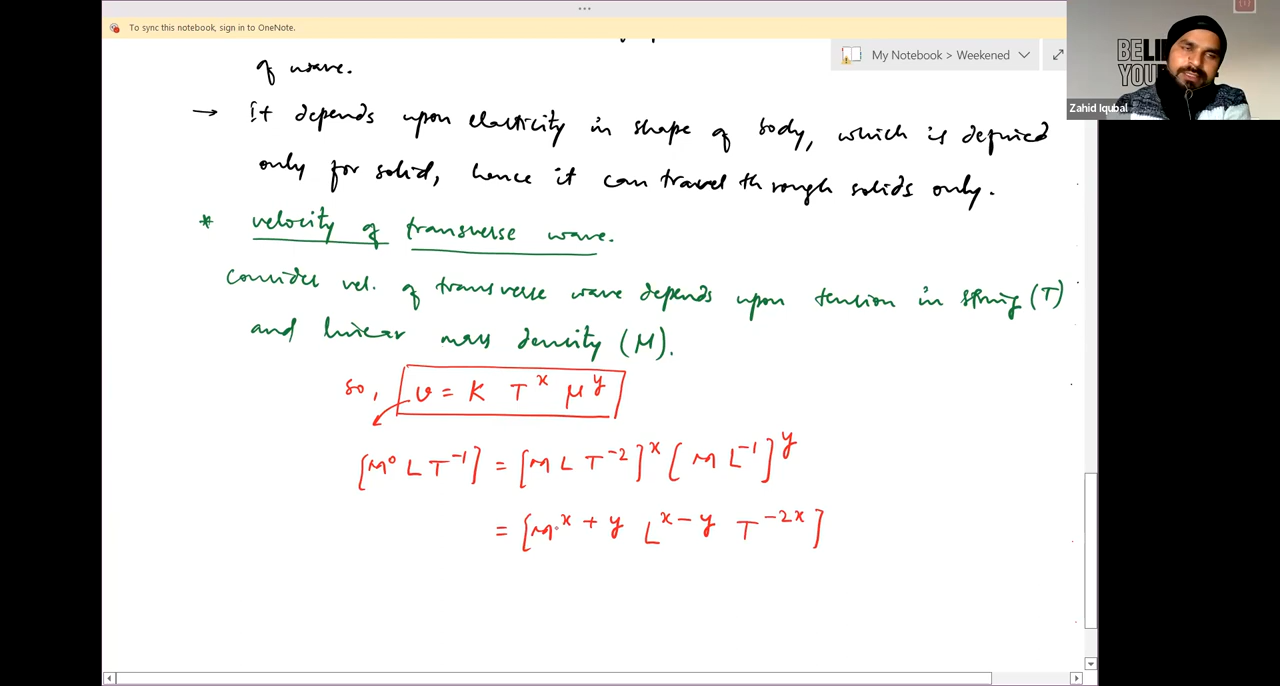 To sync this notebook, sign in to OneNote.
My Notebook > Weekened
BELI
YOU
Zahid Iqubal
of wave.
→ It depends upon elasticity in shape of body, which is defined
only for solid, hence it can travel through solids only.
* velocity of transverse wave.
Consider vel. of transverse wave depends upon tension in string (T)
and linear mass density (μ).
so, v = K T^x μ^y
[M⁰ L T⁻¹] = [M L T⁻²]^x [M L⁻¹]^y
= [M^{x+y} L^{x-y} T^{-2x}]